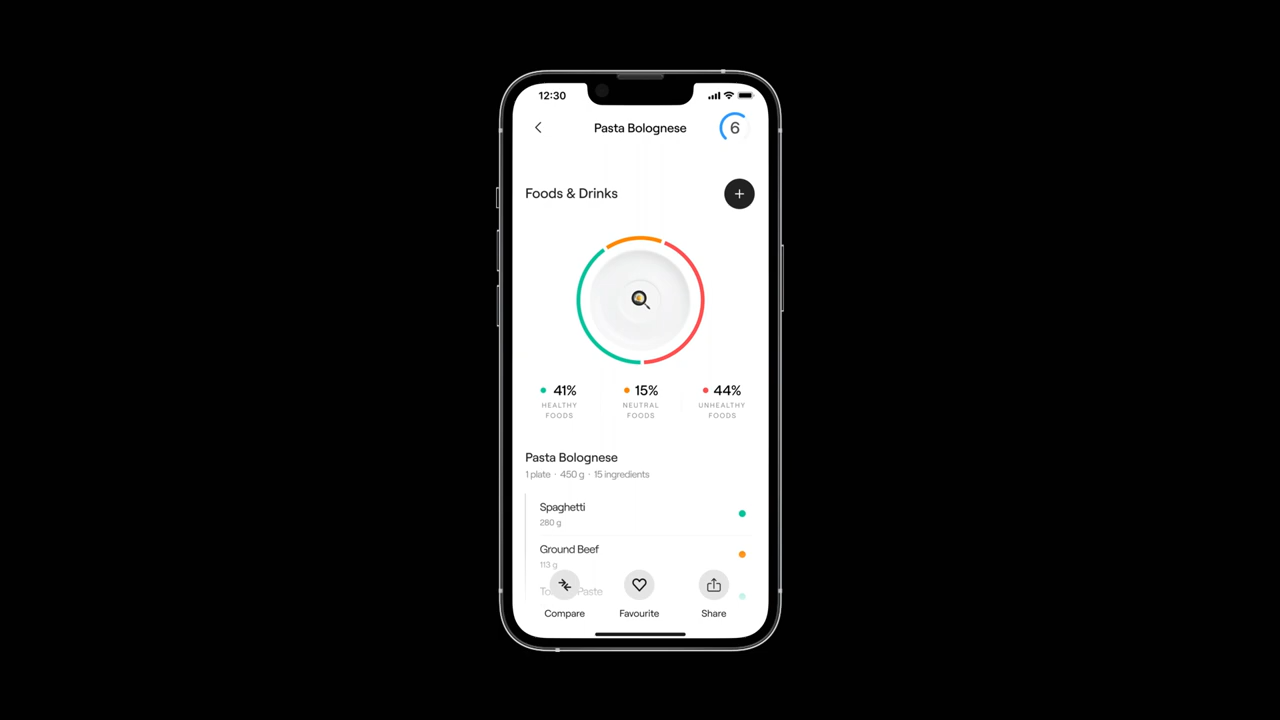 12:30
Pasta Bolognese
6
Foods & Drinks
41%
HEALTHY
FOODS
15%
NEUTRAL
FOODS
44%
UNHEALTHY
FOODS
Pasta Bolognese
1 plate · 450 g · 15 ingredients
Spaghetti
280 g
Ground Beef
113 g
Paste
Compare
Favourite
Share